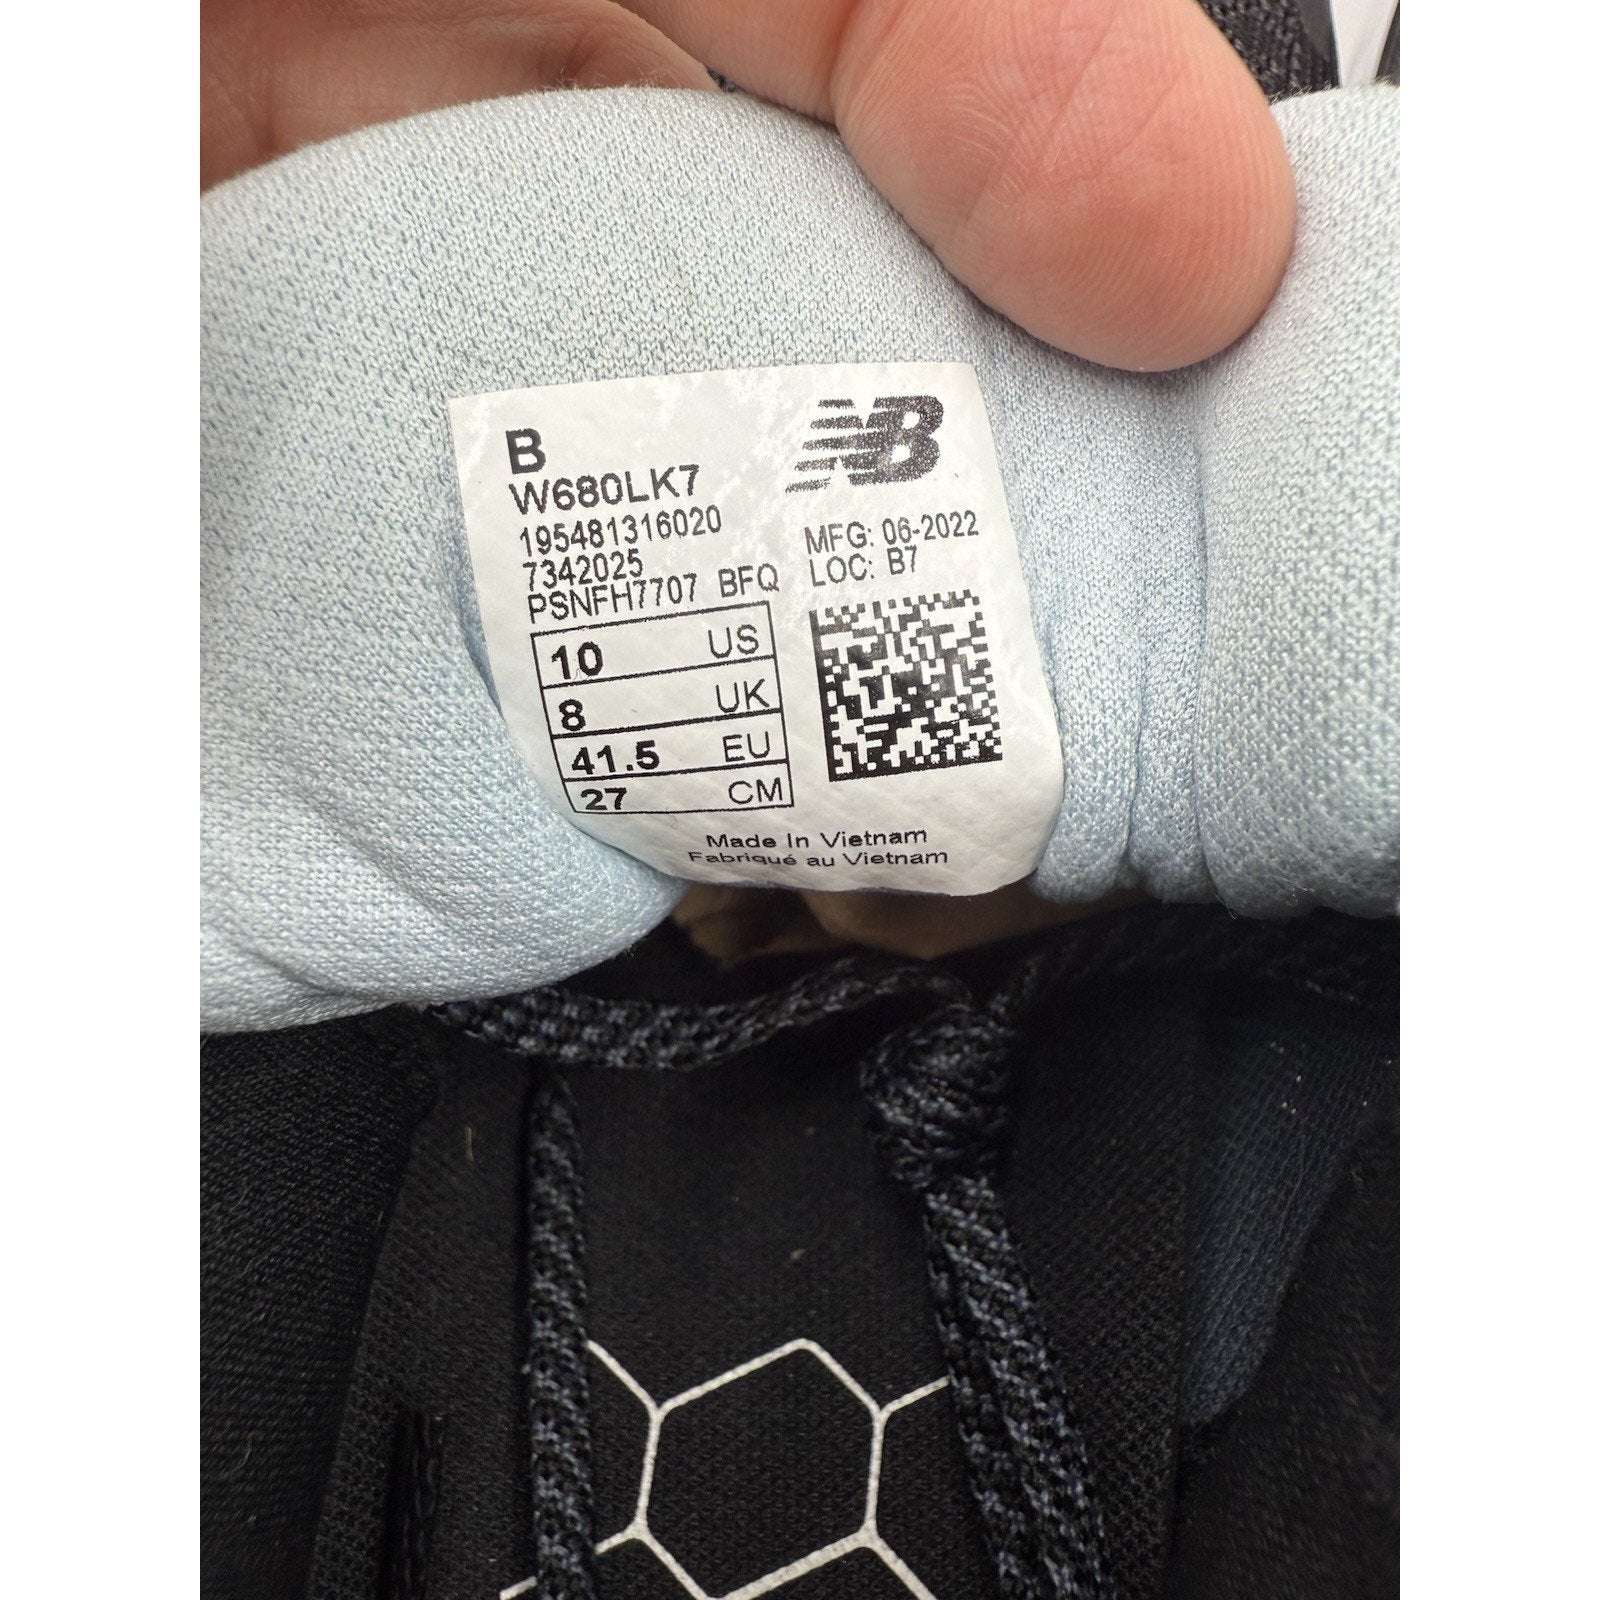 B
NB
W680LK7
195481316020
7342025
PSNFH7707 BFQ
MFG: 06-2022
LOC: B7
10 US
8 UK
41.5 EU
27 CM
Made In Vietnam
Fabriqué au Vietnam